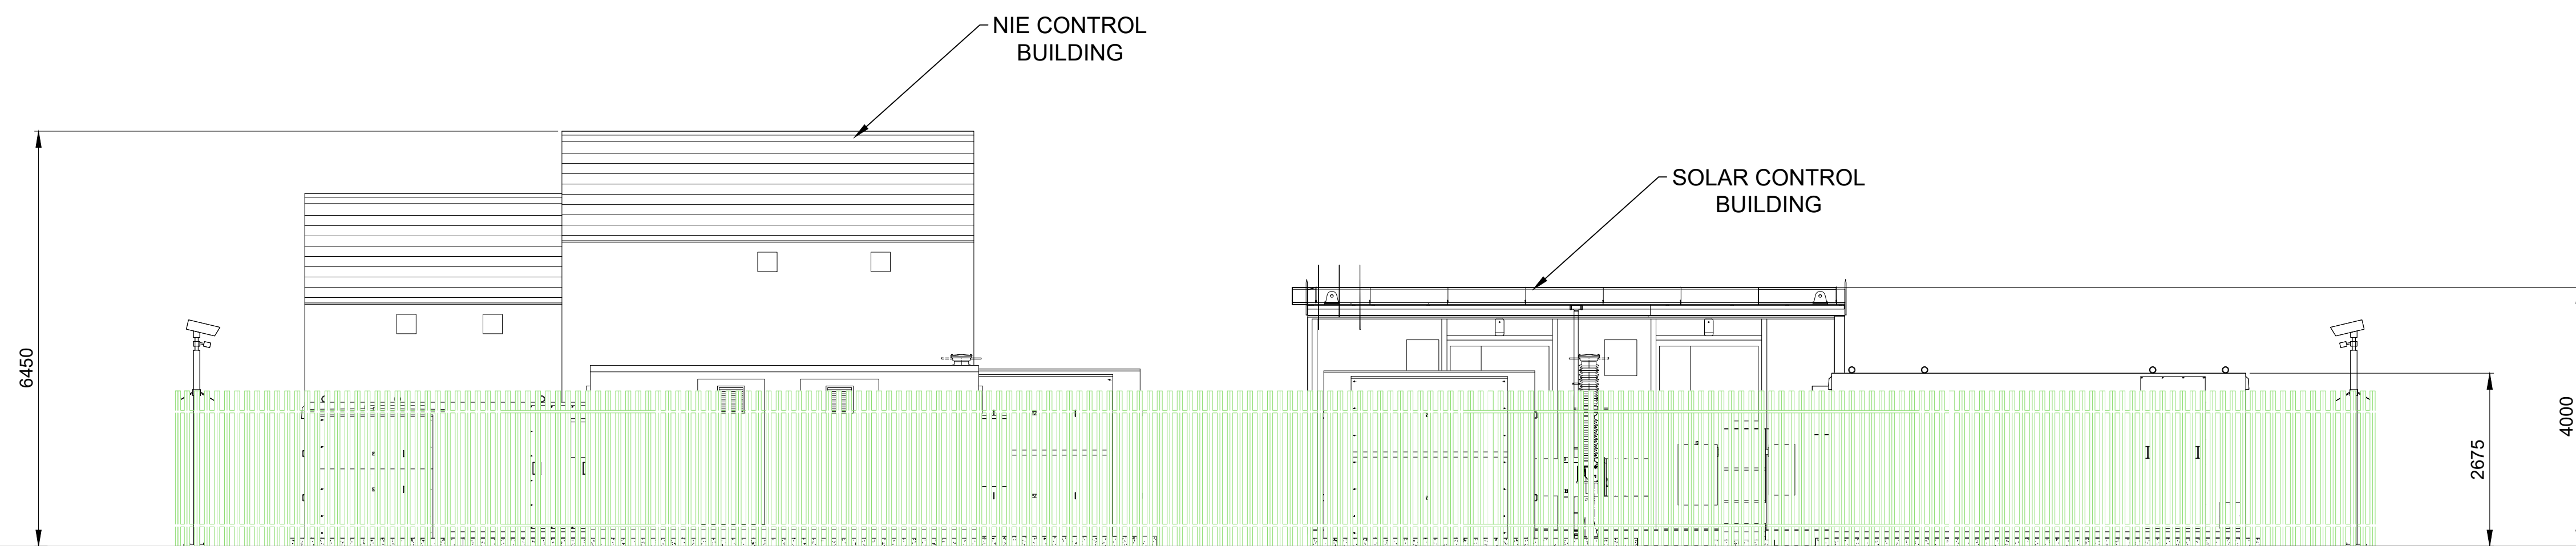 NIE CONTROL
BUILDING
SOLAR CONTROL
BUILDING
6450
2675
4000